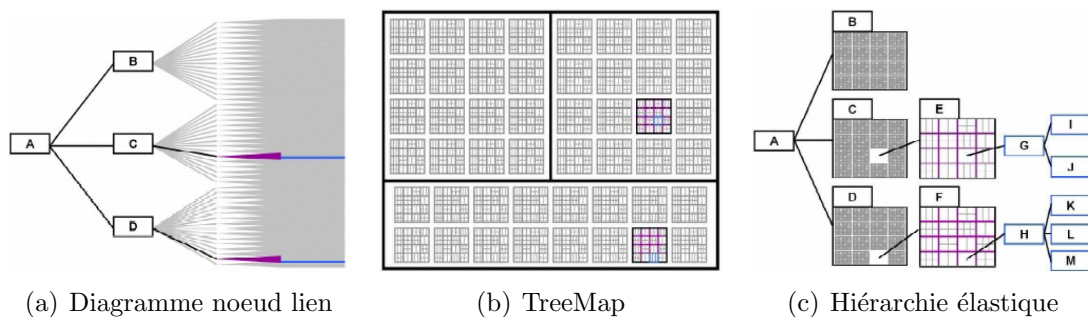 A
B
C
D
A
B
C
E
D
F
G
H
I
J
K
L
M
(a) Diagramme noeud lien
(b) TreeMap
(c) Hiérarchie élastique